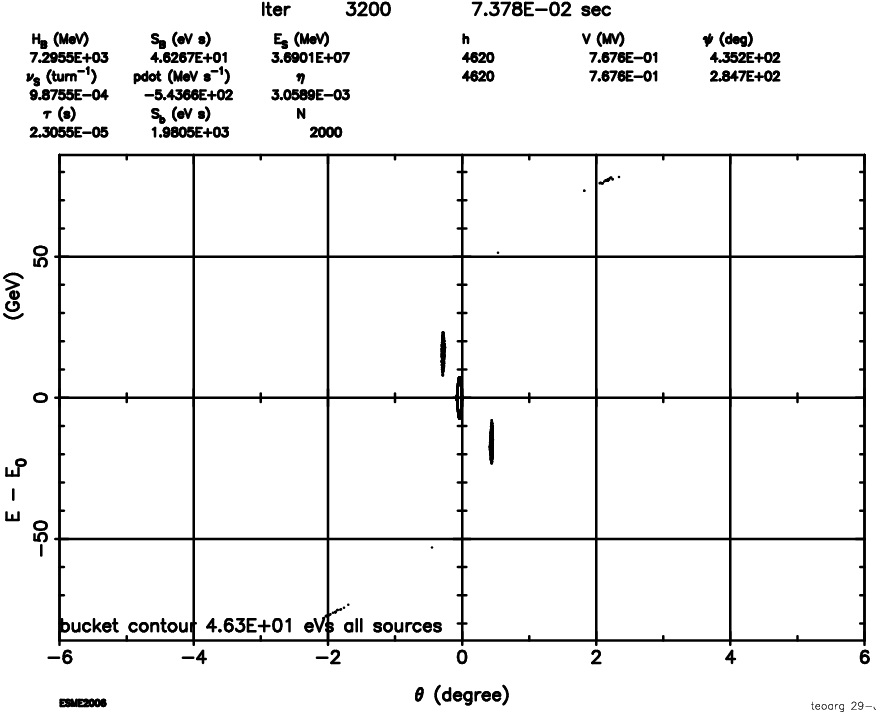 Iter 3200 7.378E-02 sec
H_B (MeV) S_B (eV s) E_S (MeV) h V (MV) ψ (deg)
7.2955E+03 4.6267E+01 3.6901E+07 4620 7.676E-01 4.352E+02
ν_S (turn⁻¹) pdot (MeV s⁻¹) η 4620 7.676E-01 2.847E+02
9.8755E-04 -5.4366E+02 3.0589E-03
τ (s) S_b (eV s) N
2.3055E-05 1.9805E+03 2000
50
(GeV)
0
E - E_0
-50
bucket contour 4.63E+01 eVs all sources
-6 -4 -2 0 2 4 6
θ (degree)
ESME2006
teoarg 29-